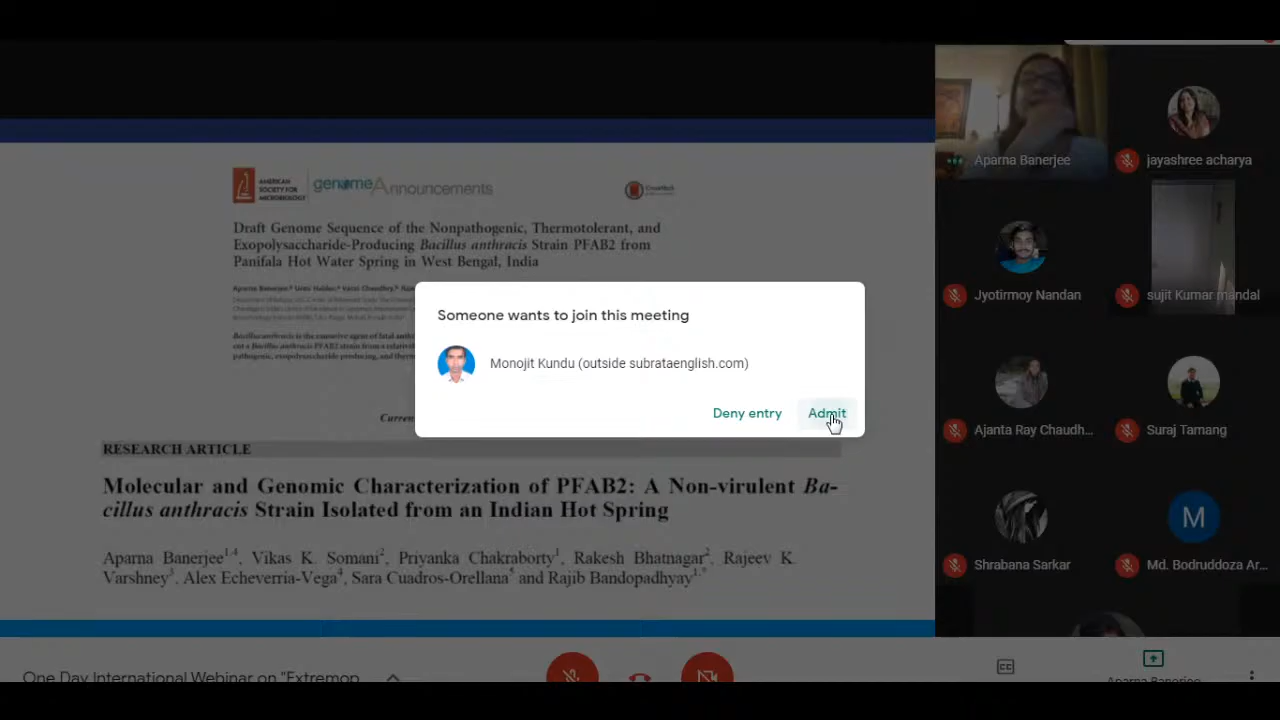 AMERICAN
SOCIETY FOR
MICROBIOLOGY
genomeAnnouncements
CrossMark
Draft Genome Sequence of the Nonpathogenic, Thermotolerant, and
Exopolysaccharide-Producing Bacillus anthracis Strain PFAB2 from
Panifala Hot Water Spring in West Bengal, India
Someone wants to join this meeting
Monojit Kundu (outside subrataenglish.com)
Deny entry
Admit
RESEARCH ARTICLE
Molecular and Genomic Characterization of PFAB2: A Non-virulent Ba-
cillus anthracis Strain Isolated from an Indian Hot Spring
Aparna Banerjee1,4, Vikas K. Somani2, Priyanka Chakraborty1, Rakesh Bhatnagar2, Rajeev K.
Varshney3, Alex Echeverría-Vega4, Sara Cuadros-Orellana5 and Rajib Bandopadhyay1,*
Aparna Banerjee
jayashree acharya
Jyotirmoy Nandan
sujit Kumar mandal
Ajanta Ray Chaudh...
Suraj Tamang
Shrabana Sarkar
M
Md. Bodruddoza Ar...
One Day International Webinar on "Extremop
CC
Aparna Banerjee